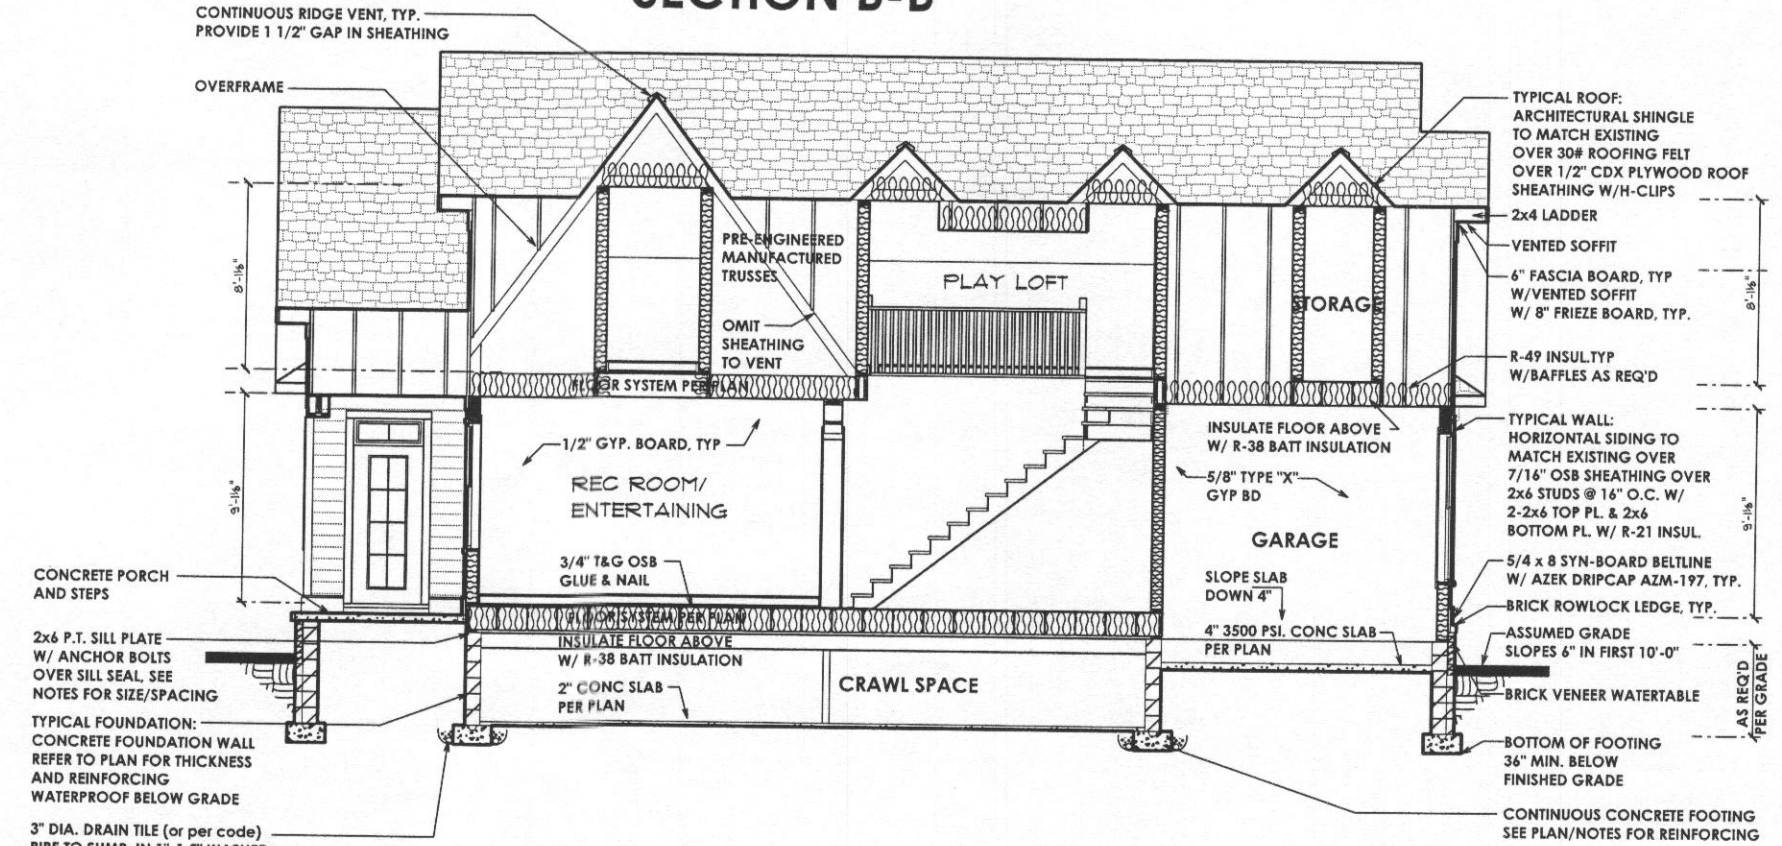 SECTION B-B
CONTINUOUS RIDGE VENT, TYP.
PROVIDE 1 1/2" GAP IN SHEATHING
OVERFRAME
TYPICAL ROOF:
ARCHITECTURAL SHINGLE
TO MATCH EXISTING
OVER 30# ROOFING FELT
OVER 1/2" CDX PLYWOOD ROOF
SHEATHING W/H-CLIPS
2x4 LADDER
VENTED SOFFIT
6" FASCIA BOARD, TYP
W/VENTED SOFFIT
W/ 8" FRIEZE BOARD, TYP.
R-49 INSUL.TYP
W/BAFFLES AS REQ'D
8'-1 1/8"
8'-1 1/8"
PRE-ENGINEERED
MANUFACTURED
TRUSSES
OMIT
SHEATHING
TO VENT
PLAY LOFT
STORAGE
FLOOR SYSTEM PER PLAN
1/2" GYP. BOARD, TYP
REC ROOM/
ENTERTAINING
INSULATE FLOOR ABOVE
W/ R-38 BATT INSULATION
5/8" TYPE "X"
GYP BD
GARAGE
TYPICAL WALL:
HORIZONTAL SIDING TO
MATCH EXISTING OVER
7/16" OSB SHEATHING OVER
2x6 STUDS @ 16" O.C. W/
2-2x6 TOP PL. & 2x6
BOTTOM PL. W/ R-21 INSUL.
9'-1 1/8"
9'-1 1/8"
3/4" T&G OSB
GLUE & NAIL
SLOPE SLAB
DOWN 4"
4" 3500 PSI. CONC SLAB
PER PLAN
5/4 x 8 SYN-BOARD BELTLINE
W/ AZEK DRIPCAP AZM-197, TYP.
BRICK ROWLOCK LEDGE, TYP.
ASSUMED GRADE
SLOPES 6" IN FIRST 10'-0"
BRICK VENEER WATERTABLE
AS REQ'D
PER GRADE
CONCRETE PORCH
AND STEPS
2x6 P.T. SILL PLATE
W/ ANCHOR BOLTS
OVER SILL SEAL, SEE
NOTES FOR SIZE/SPACING
FLOOR SYSTEM PER PLAN
INSULATE FLOOR ABOVE
W/ R-38 BATT INSULATION
2" CONC SLAB
PER PLAN
CRAWL SPACE
TYPICAL FOUNDATION:
CONCRETE FOUNDATION WALL
REFER TO PLAN FOR THICKNESS
AND REINFORCING
WATERPROOF BELOW GRADE
BOTTOM OF FOOTING
36" MIN. BELOW
FINISHED GRADE
3" DIA. DRAIN TILE (or per code)
CONTINUOUS CONCRETE FOOTING
SEE PLAN/NOTES FOR REINFORCING